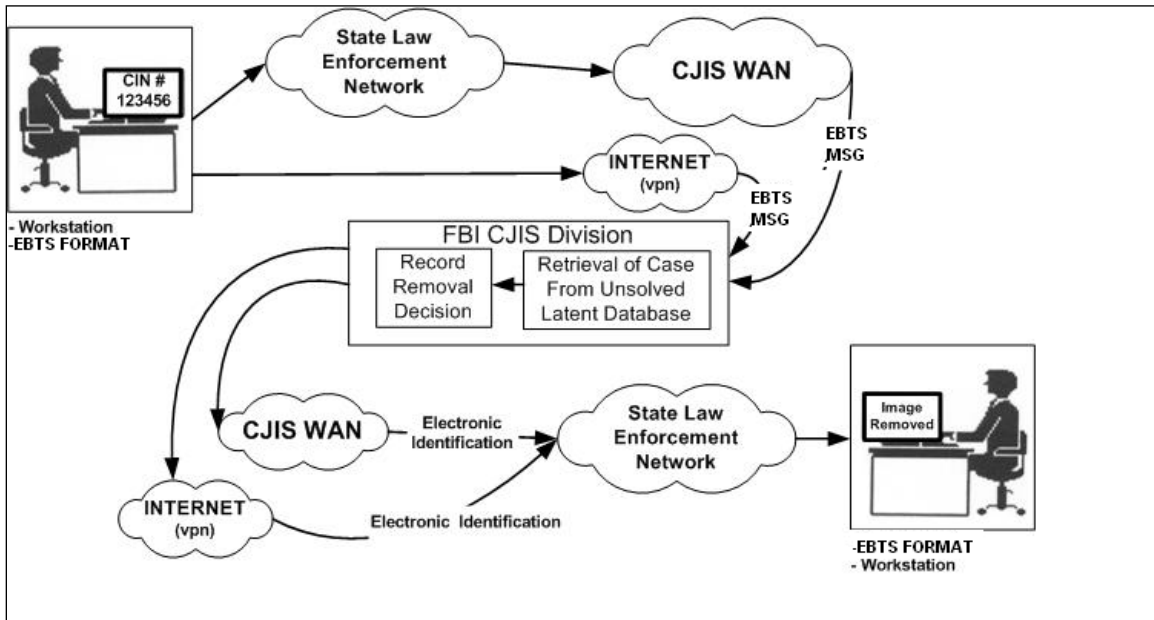 CIN #
123456
- Workstation
-EBTS FORMAT
State Law
Enforcement
Network
CJIS WAN
EBTS
MSG
INTERNET
(vpn)
EBTS
MSG
FBI CJIS Division
Record
Removal
Decision
Retrieval of Case
From Unsolved
Latent Database
CJIS WAN
Electronic
Identification
INTERNET
(vpn)
Electronic Identification
State Law
Enforcement
Network
Image
Removed
-EBTS FORMAT
- Workstation